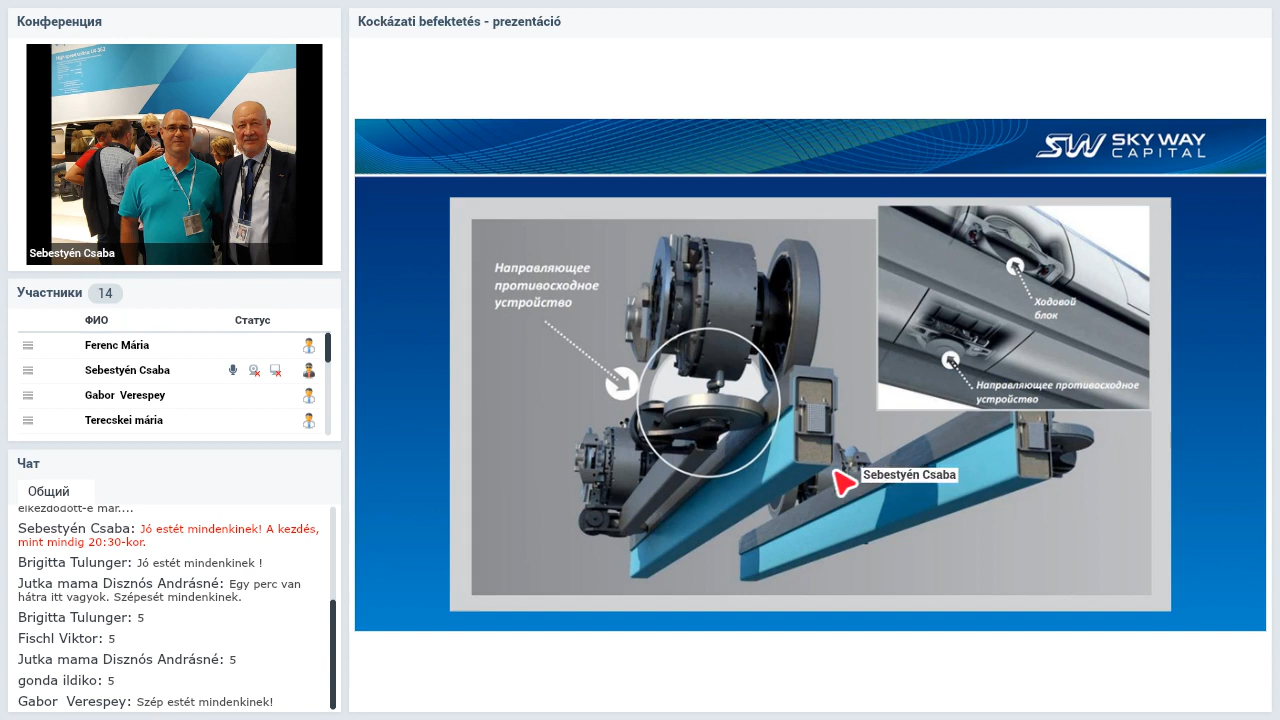 Конференция
Sebestyén Csaba
Участники 14
ФИО Статус
Ferenc Mária
Sebestyén Csaba
Gabor Verespey
Terecskei mária
Чат
Общий
elkezdődött-e már....
Sebestyén Csaba: Jó estét mindenkinek! A kezdés,
mint mindig 20:30-kor.
Brigitta Tulunger: Jó estét mindenkinek !
Jutka mama Disznós Andrásné: Egy perc van
hátra itt vagyok. Szépesét mindenkinek.
Brigitta Tulunger: 5
Fischl Viktor: 5
Jutka mama Disznós Andrásné: 5
gonda ildiko: 5
Gabor Verespey: Szép estét mindenkinek!
Kockázati befektetés - prezentáció
SW SKY WAY
CAPITAL
Направляющее
противосходное
устройство
Ходовой
блок
Направляющее противосходное
устройство
Sebestyén Csaba